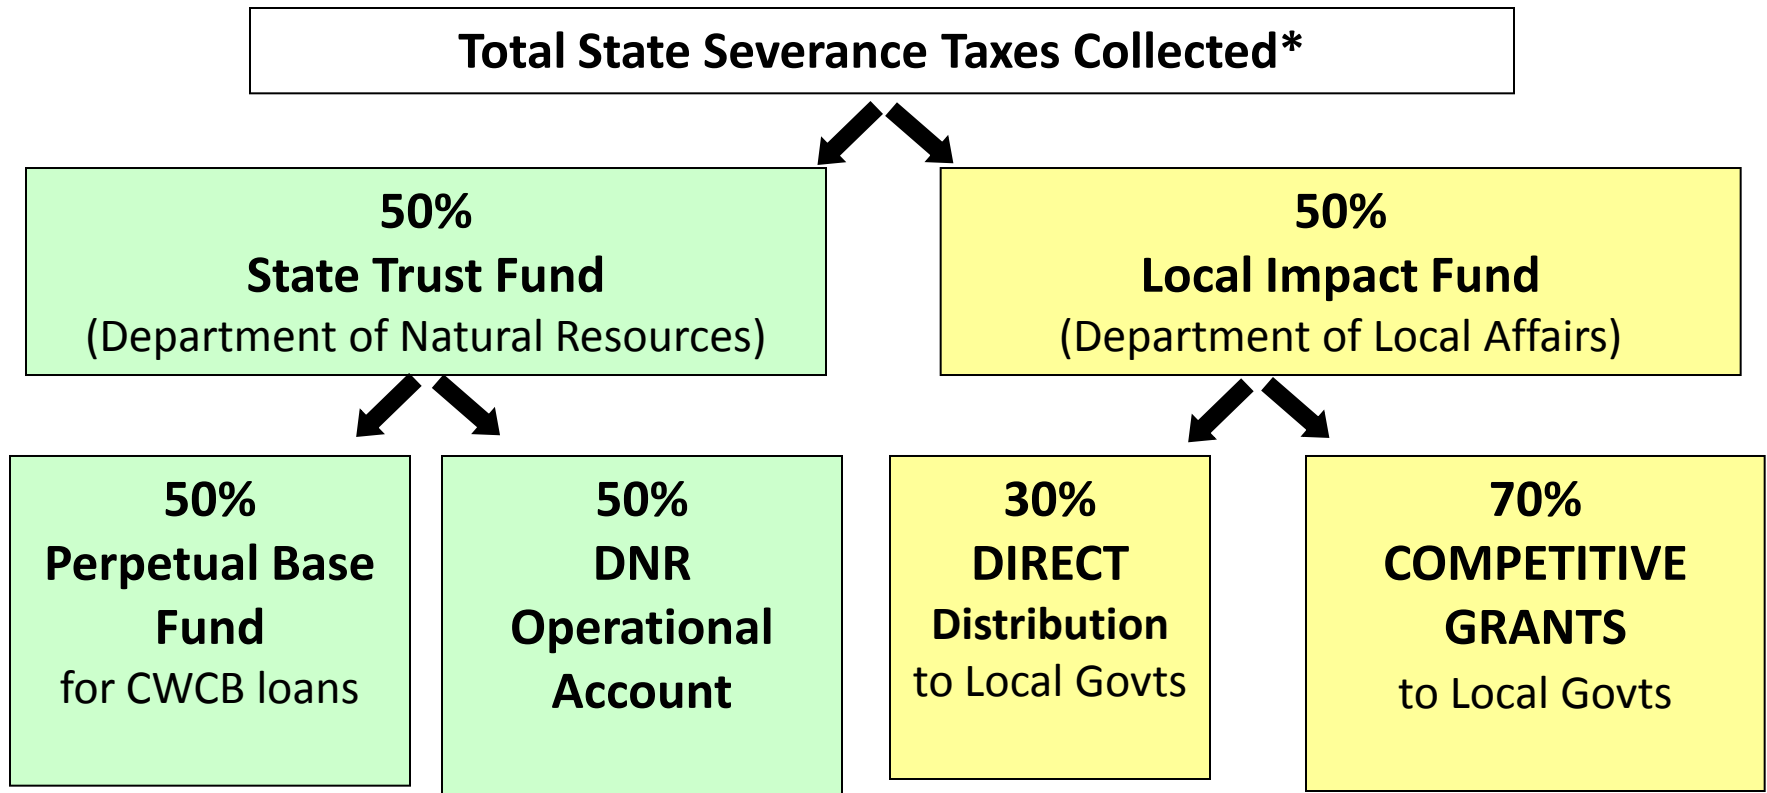 Total State Severance Taxes Collected*
50%
State Trust Fund
(Department of Natural Resources)
50%
Local Impact Fund
(Department of Local Affairs)
50%
Perpetual Base
Fund
for CWCB loans
50%
DNR
Operational
Account
30%
DIRECT
Distribution
to Local Govts
70%
COMPETITIVE
GRANTS
to Local Govts